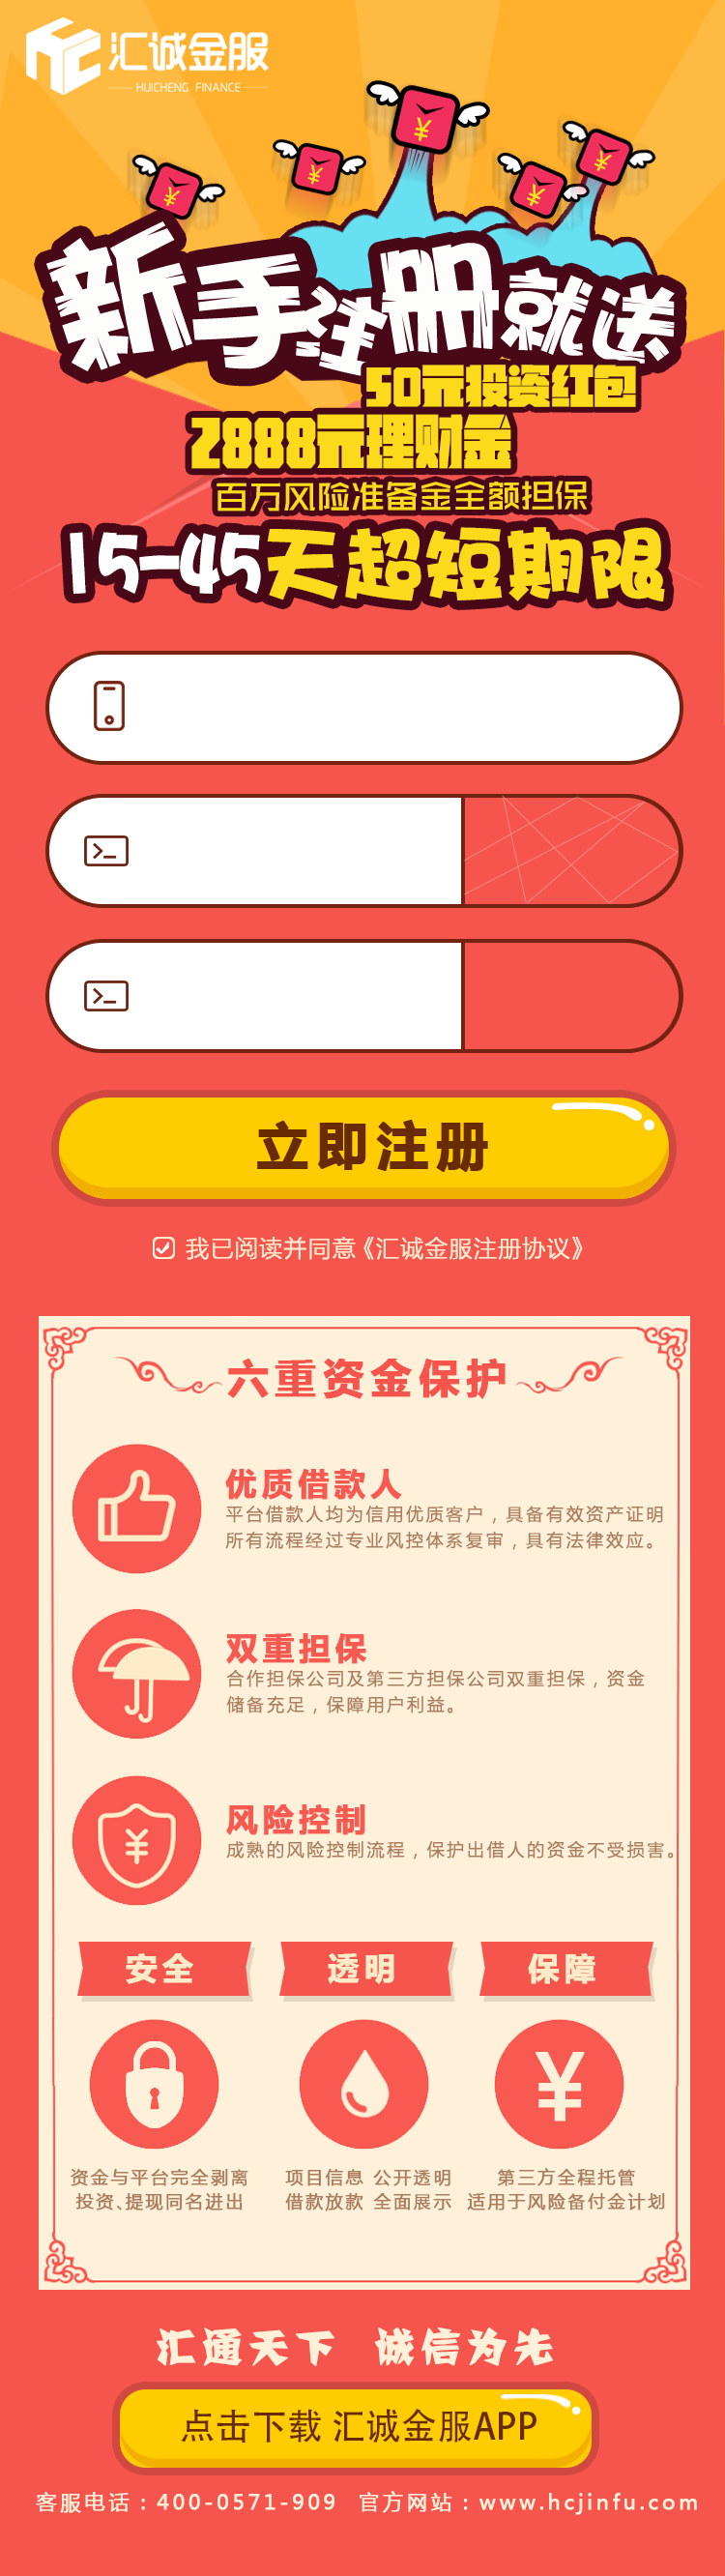 汇诚金服
HUICHENG FINANCE
新手注册就送
50元投资红包
2888元理财金
百万风险准备金全额担保
15-45天超短期限
立即注册
我已阅读并同意《汇诚金服注册协议》
六重资金保护
优质借款人
平台借款人均为信用优质客户，具备有效资产证明
所有流程经过专业风控体系复审，具有法律效应。
双重担保
合作担保公司及第三方担保公司双重担保，资金
储备充足，保障用户利益。
风险控制
成熟的风险控制流程，保护出借人的资金不受损害。
安全 透明 保障
资金与平台完全剥离 项目信息 公开透明 第三方全程托管
投资、提现同名进出 借款放款 全面展示 适用于风险备付金计划
汇通天下 诚信为先
点击下载 汇诚金服APP
客服电话：400-0571-909 官方网站：www.hcjinfu.com